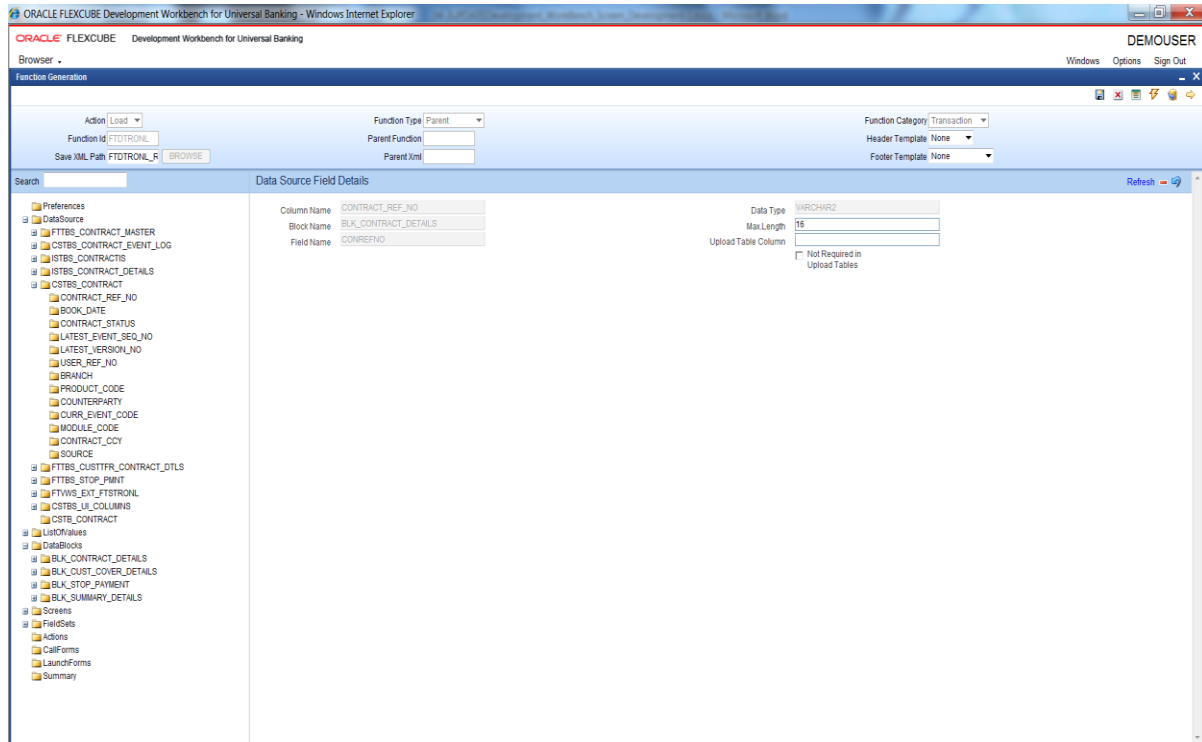 ORACLE FLEXCUBE Development Workbench for Universal Banking - Windows Internet Explorer
ORACLE FLEXCUBE Development Workbench for Universal Banking
DEMOUSER
Browser
Windows Options Sign Out
Function Generation
Action Load Function Type Parent Function Category Transaction
Function Id FTDTRONL Parent Function Header Template None
Save XML Path FTDTRONL_R BROWSE Parent Xml Footer Template None
Search
Data Source Field Details
Refresh
Column Name CONTRACT_REF_NO Data Type VARCHAR2
Block Name BLK_CONTRACT_DETAILS Max.Length 16
Field Name CONREFNO Upload Table Column
Not Required in
Upload Tables
Preferences
DataSource
FTTBS_CONTRACT_MASTER
CSTBS_CONTRACT_EVENT_LOG
ISTBS_CONTRACTIS
ISTBS_CONTRACT_DETAILS
CSTBS_CONTRACT
CONTRACT_REF_NO
BOOK_DATE
CONTRACT_STATUS
LATEST_EVENT_SEQ_NO
LATEST_VERSION_NO
USER_REF_NO
BRANCH
PRODUCT_CODE
COUNTERPARTY
CURR_EVENT_CODE
MODULE_CODE
CONTRACT_CCY
SOURCE
FTTBS_CUSTTFR_CONTRACT_DTLS
FTTBS_STOP_PMNT
FTVWS_EXT_FTSTRONL
CSTBS_UI_COLUMNS
CSTB_CONTRACT
ListOfValues
DataBlocks
BLK_CONTRACT_DETAILS
BLK_CUST_COVER_DETAILS
BLK_STOP_PAYMENT
BLK_SUMMARY_DETAILS
Screens
FieldSets
Actions
CallForms
LaunchForms
Summary